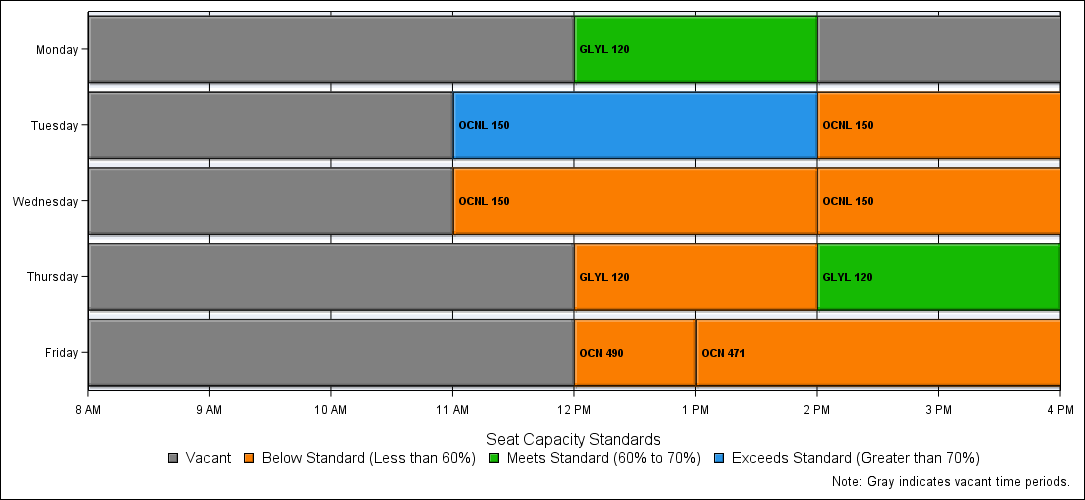 Monday
GLYL 120
Tuesday
OCNL 150
OCNL 150
Wednesday
OCNL 150
OCNL 150
Thursday
GLYL 120
GLYL 120
Friday
OCN 490
OCN 471
8 AM
9 AM
10 AM
11 AM
12 PM
1 PM
2 PM
3 PM
4 PM
Seat Capacity Standards
Vacant
Below Standard (Less than 60%)
Meets Standard (60% to 70%)
Exceeds Standard (Greater than 70%)
Note: Gray indicates vacant time periods.